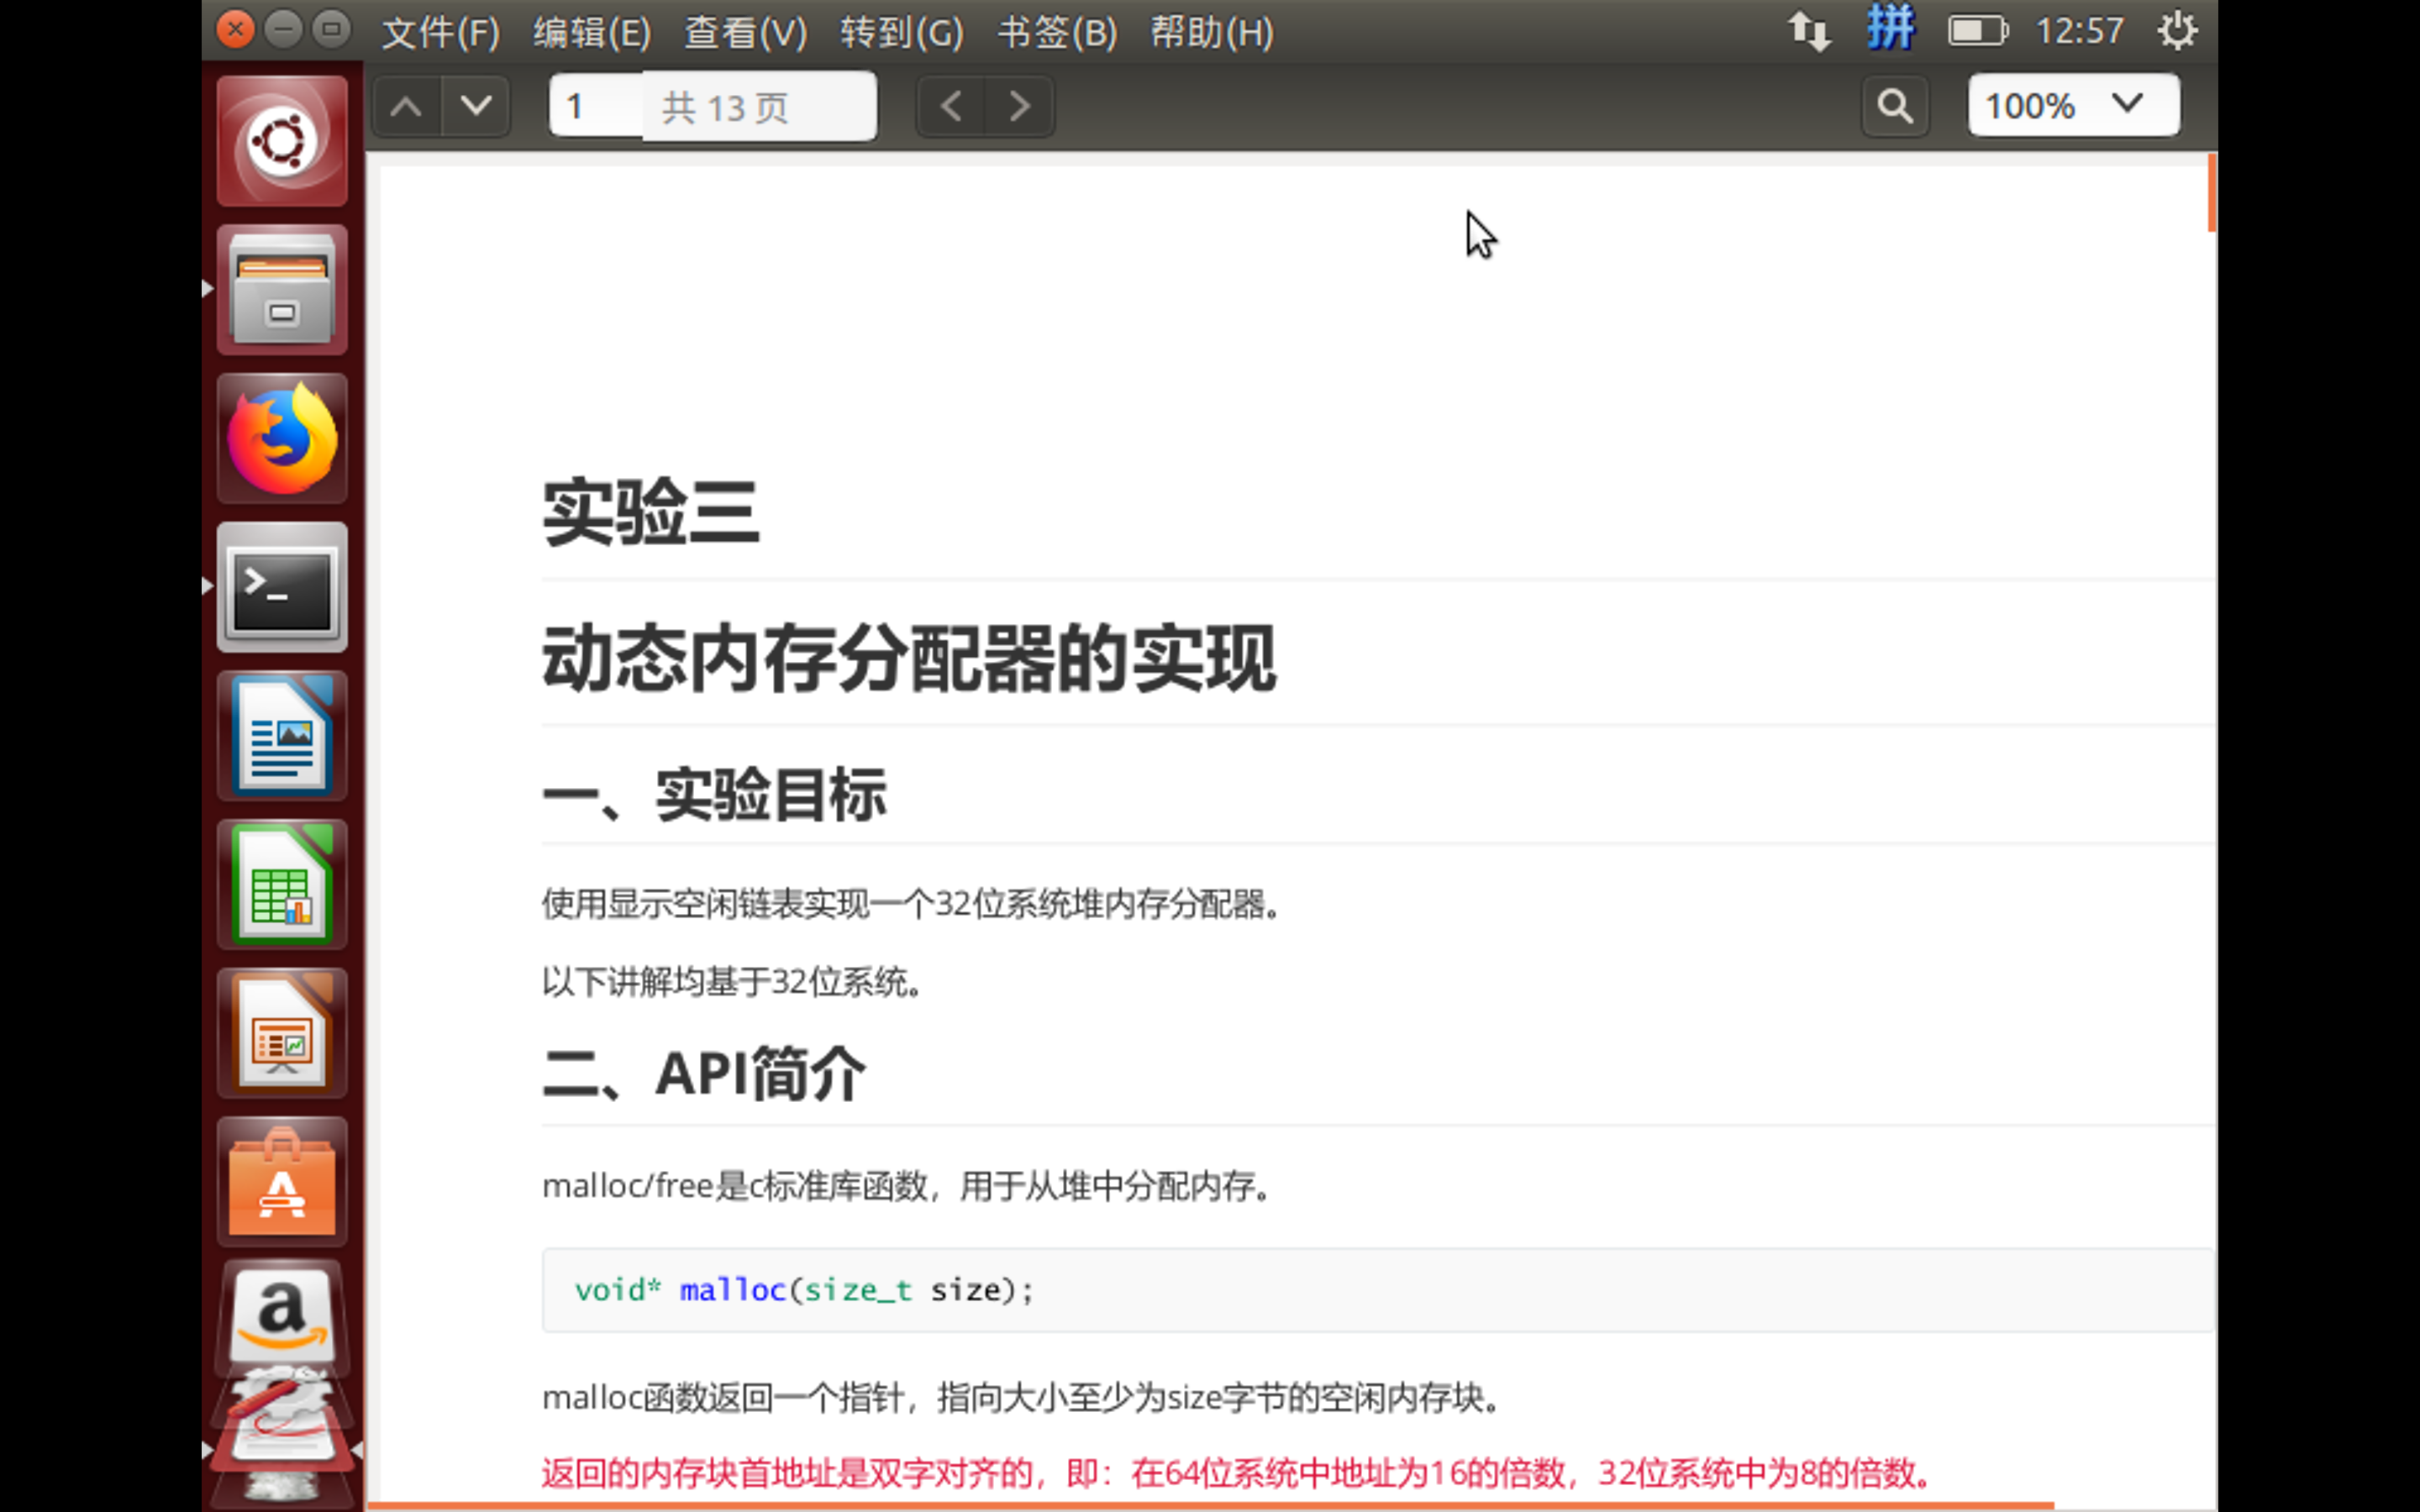 文件(F) 编辑(E) 查看(V) 转到(G) 书签(B) 帮助(H) 拼 12:57
1 共 13 页 100%
实验三
动态内存分配器的实现
一、实验目标
使用显示空闲链表实现一个32位系统堆内存分配器。
以下讲解均基于32位系统。
二、API简介
malloc/free是c标准库函数，用于从堆中分配内存。
void* malloc(size_t size);
malloc函数返回一个指针，指向大小至少为size字节的空闲内存块。
返回的内存块首地址是双字对齐的，即：在64位系统中地址为16的倍数，32位系统中为8的倍数。